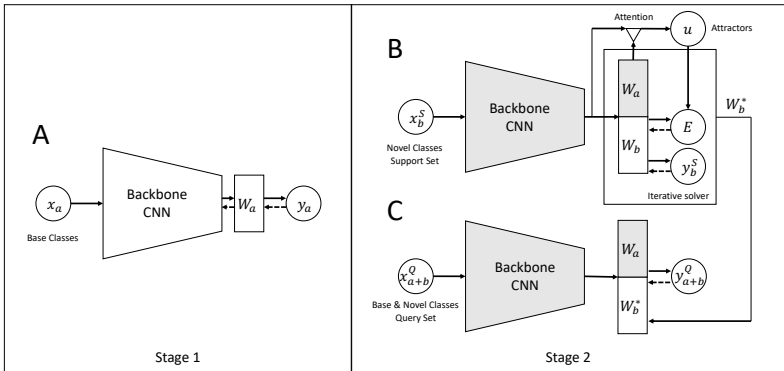 A
x_a
Base Classes
Backbone
CNN
W_a
y_a
Stage 1
B
x_b^S
Novel Classes
Support Set
Backbone
CNN
Attention
u
Attractors
W_a
W_b
E
y_b^S
Iterative solver
W_b^*
C
x_{a+b}^Q
Base & Novel Classes
Query Set
Backbone
CNN
W_a
W_b^*
y_{a+b}^Q
Stage 2